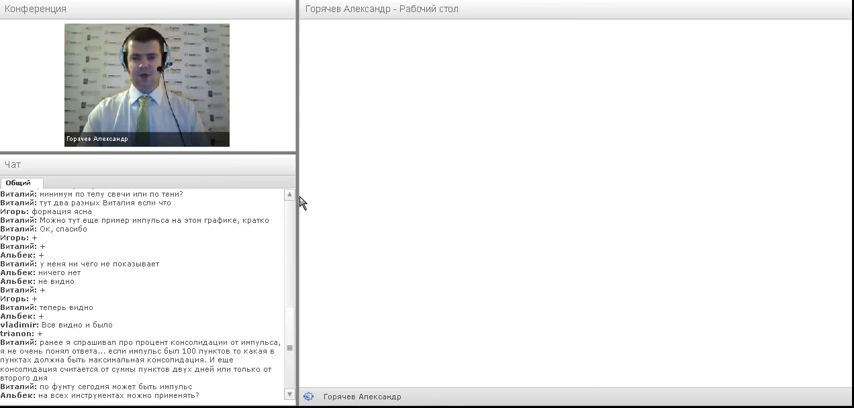 Конференция
Горячев Александр - Рабочий стол
Горячев Александр
Чат
Общий
Виталий: минимум по телу свечи или по тени?
Виталий: тут два разных Виталия если что
Игорь: формация ясна
Виталий: Можно тут еще пример импульса на этом графике, кратко
Виталий: Ок, спасибо
Игорь: +
Виталий: +
Альбек: +
Виталий: у меня ни чего не показывает
Альбек: ничего нет
Альбек: не видно
Виталий: +
Игорь: +
Виталий: теперь видно
Альбек: +
vladimir: Все видно и было
trianon: +
Виталий: ранее я спрашивал про процент консолидации от импульса,
я не очень понял ответа... если импульс был 100 пунктов то какая в
пунктах должна быть максимальная консолидация. И еще
консолидация считается от суммы пунктов двух дней или только от
второго дня
Виталий: по фунту сегодня может быть импульс
Альбек: на всех инструментах можно применять?
Горячев Александр